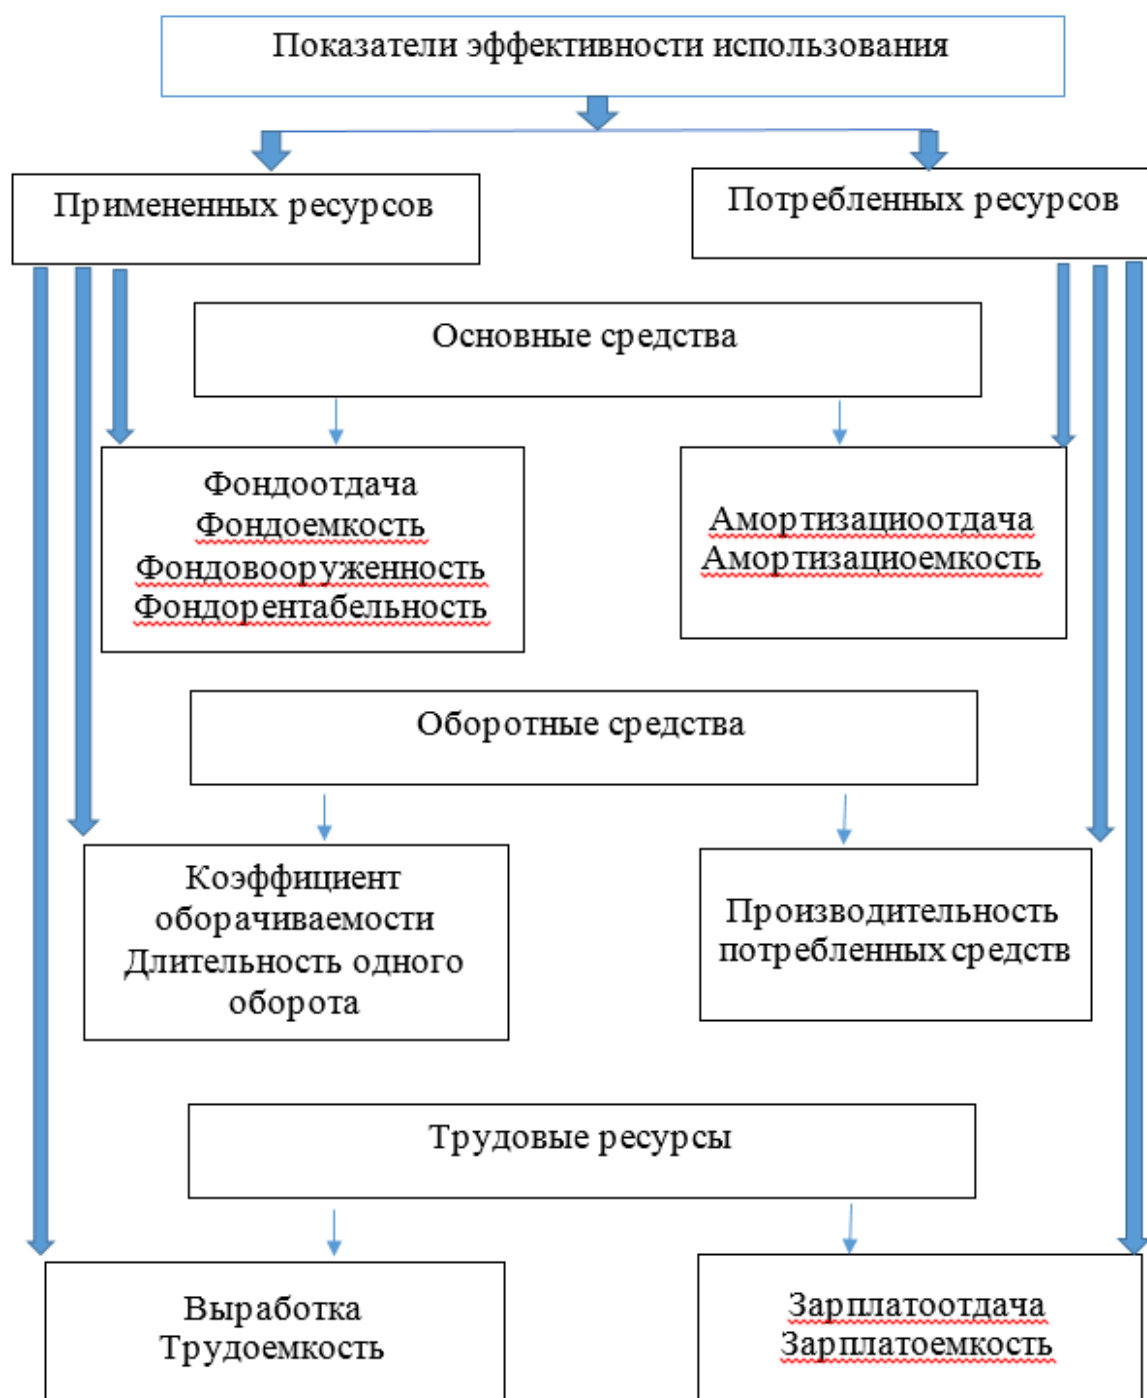 Показатели эффективности использования
Примененных ресурсов
Потребленных ресурсов
Основные средства
Фондоотдача
Фондоемкость
Фондовооруженность
Фондорентабельность
Амортизациоотдача
Амортизациоемкость
Оборотные средства
Коэффициент
оборачиваемости
Длительность одного
оборота
Производительность
потребленных средств
Трудовые ресурсы
Выработка
Трудоемкость
Зарплатоотдача
Зарплатоемкость